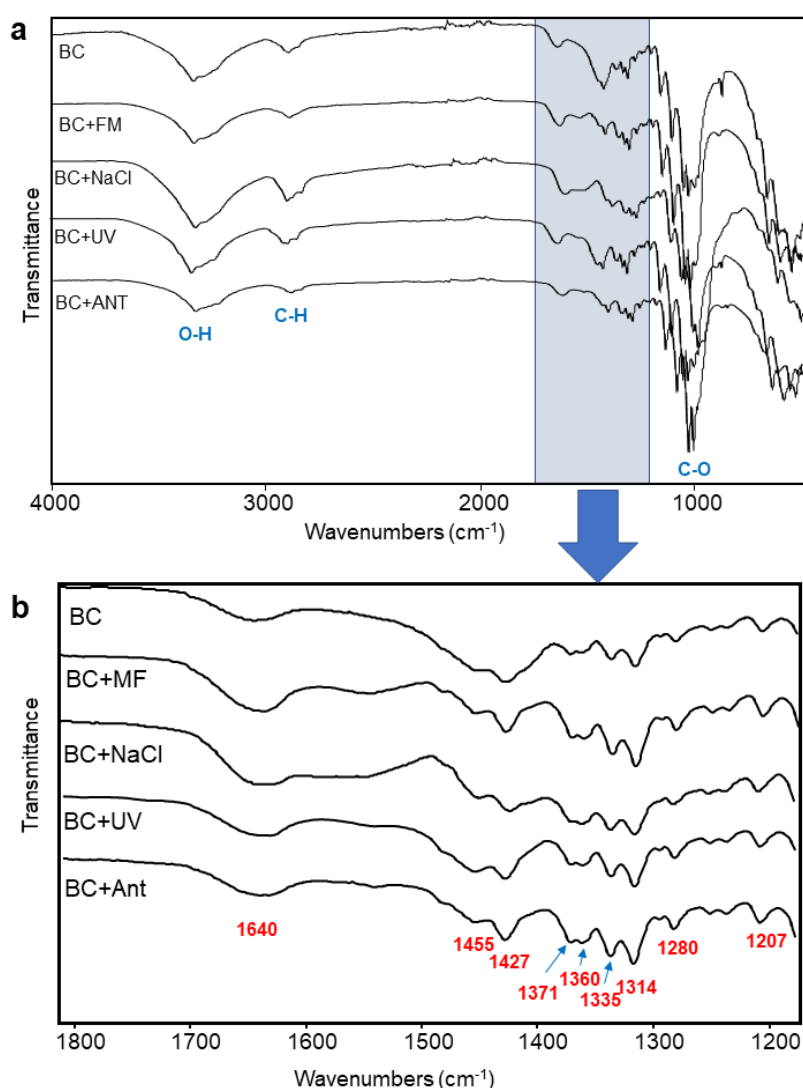 a
BC
BC+FM
BC+NaCl
BC+UV
BC+ANT
O-H
C-H
C-O
Transmittance
4000
3000
2000
1000
Wavenumbers (cm⁻¹)
b
BC
BC+MF
BC+NaCl
BC+UV
BC+Ant
1640
1455
1427
1371
1360
1335
1314
1280
1207
Transmittance
1800
1700
1600
1500
1400
1300
1200
Wavenumbers (cm⁻¹)